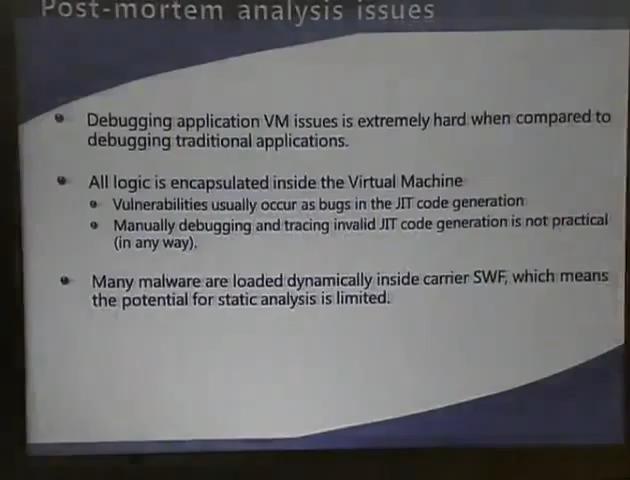 Post-mortem analysis issues
Debugging application VM issues is extremely hard when compared to
debugging traditional applications.
All logic is encapsulated inside the Virtual Machine
Vulnerabilities usually occur as bugs in the JIT code generation
Manually debugging and tracing invalid JIT code generation is not practical
(in any way).
Many malware are loaded dynamically inside carrier SWF, which means
the potential for static analysis is limited.